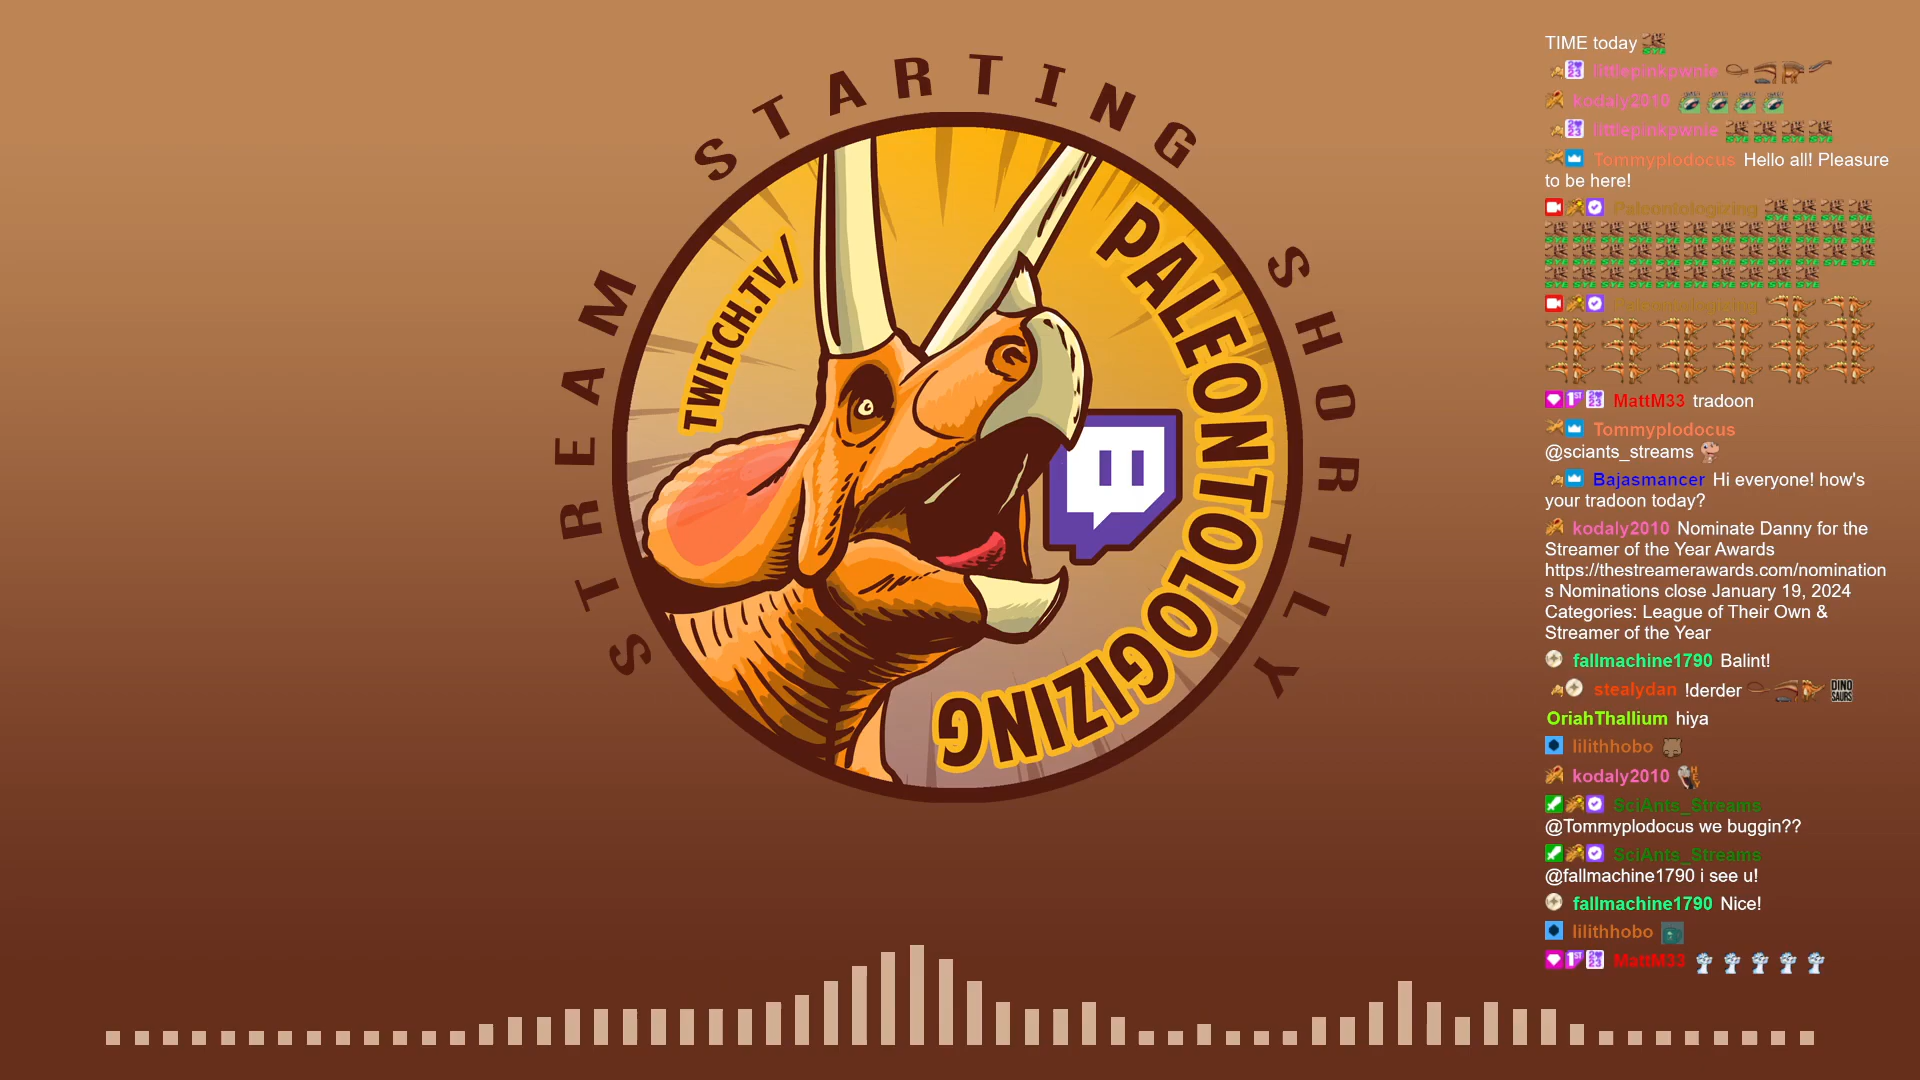 STREAM STARTING SHORTLY
TWITCH.TV/
PALEONTOLOGIZING
TIME today
littlepinkpwnie
kodaly2010
littlepinkpwnie
Tommyplodocus Hello all! Pleasure
to be here!
Paleontologizing
Paleontologizing
MattM33 tradoon
Tommyplodocus
@sciants_streams
Bajasmancer Hi everyone! how's
your tradoon today?
kodaly2010 Nominate Danny for the
Streamer of the Year Awards
https://thestreamerawards.com/nomination
s Nominations close January 19, 2024
Categories: League of Their Own &
Streamer of the Year
fallmachine1790 Balint!
stealydan !derder DINO SAURS
OriahThallium hiya
lilithhobo
kodaly2010
SciAnts_Streams
@Tommyplodocus we buggin??
SciAnts_Streams
@fallmachine1790 i see u!
fallmachine1790 Nice!
lilithhobo
MattM33